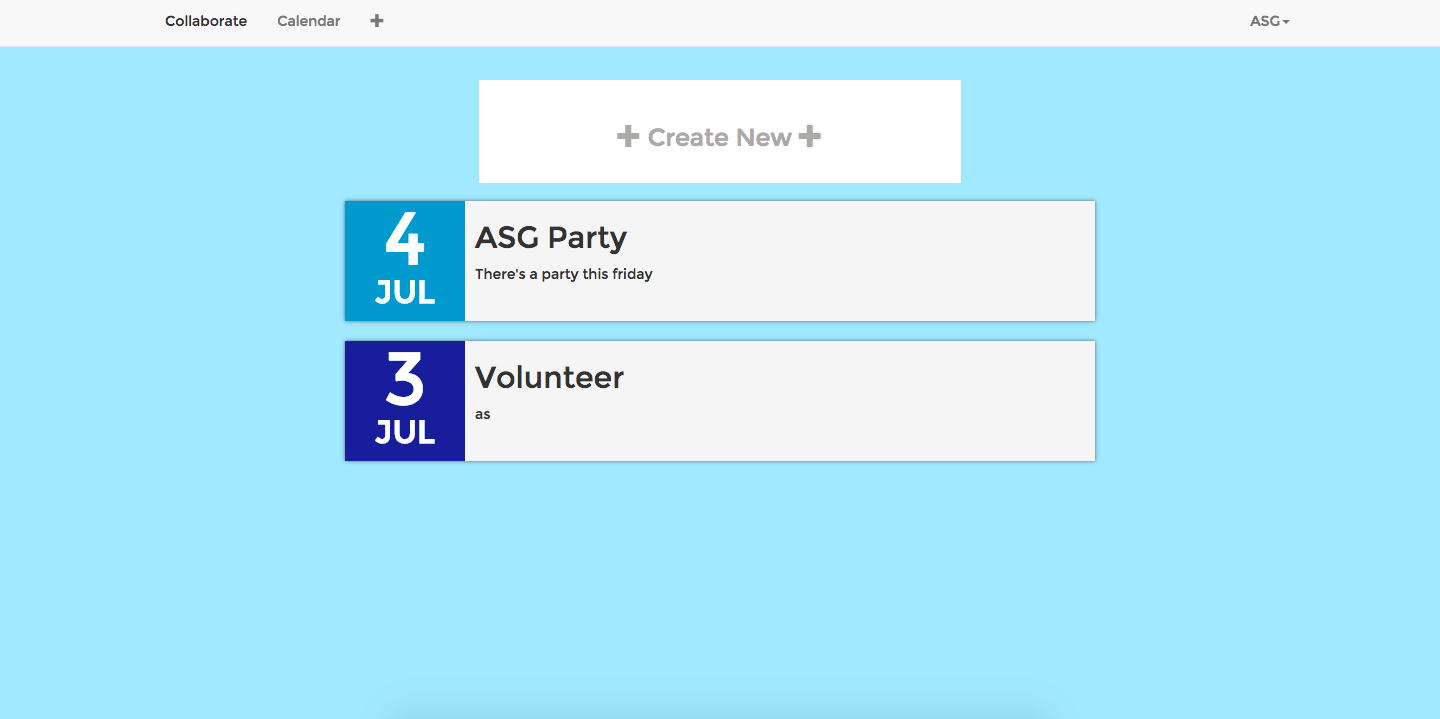 Collaborate Calendar ASG
Create New
4
JUL
ASG Party
There's a party this friday
3
JUL
Volunteer
as